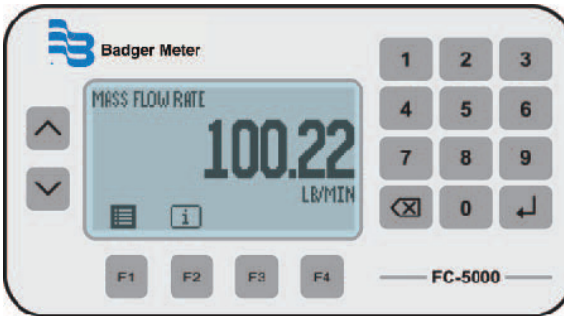 Badger Meter
MASS FLOW RATE
100.22
LB/MIN
i
F1 F2 F3 F4
1 2 3
4 5 6
7 8 9
0
FC-5000